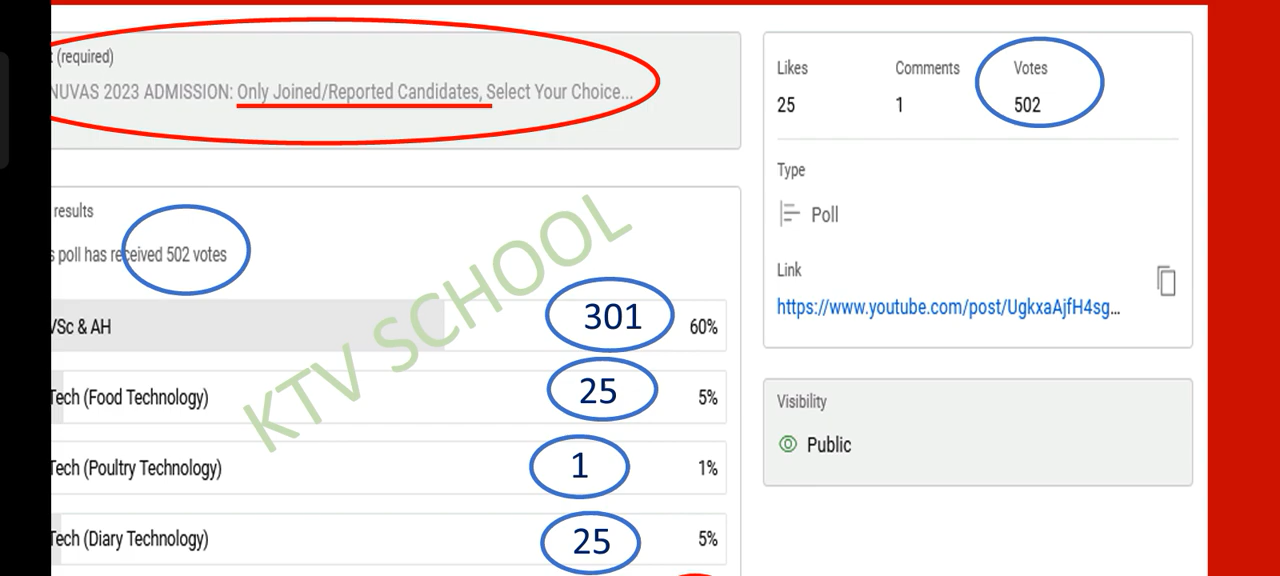 : (required)
NUVAS 2023 ADMISSION: Only Joined/Reported Candidates, Select Your Choice...
results
s poll has received 502 votes
VSc & AH 301 60%
Tech (Food Technology) 25 5%
Tech (Poultry Technology) 1 1%
Tech (Diary Technology) 25 5%
KTV SCHOOL
Likes Comments Votes
25 1 502
Type
Poll
Link
https://www.youtube.com/post/UgkxaAjfH4sg...
Visibility
Public